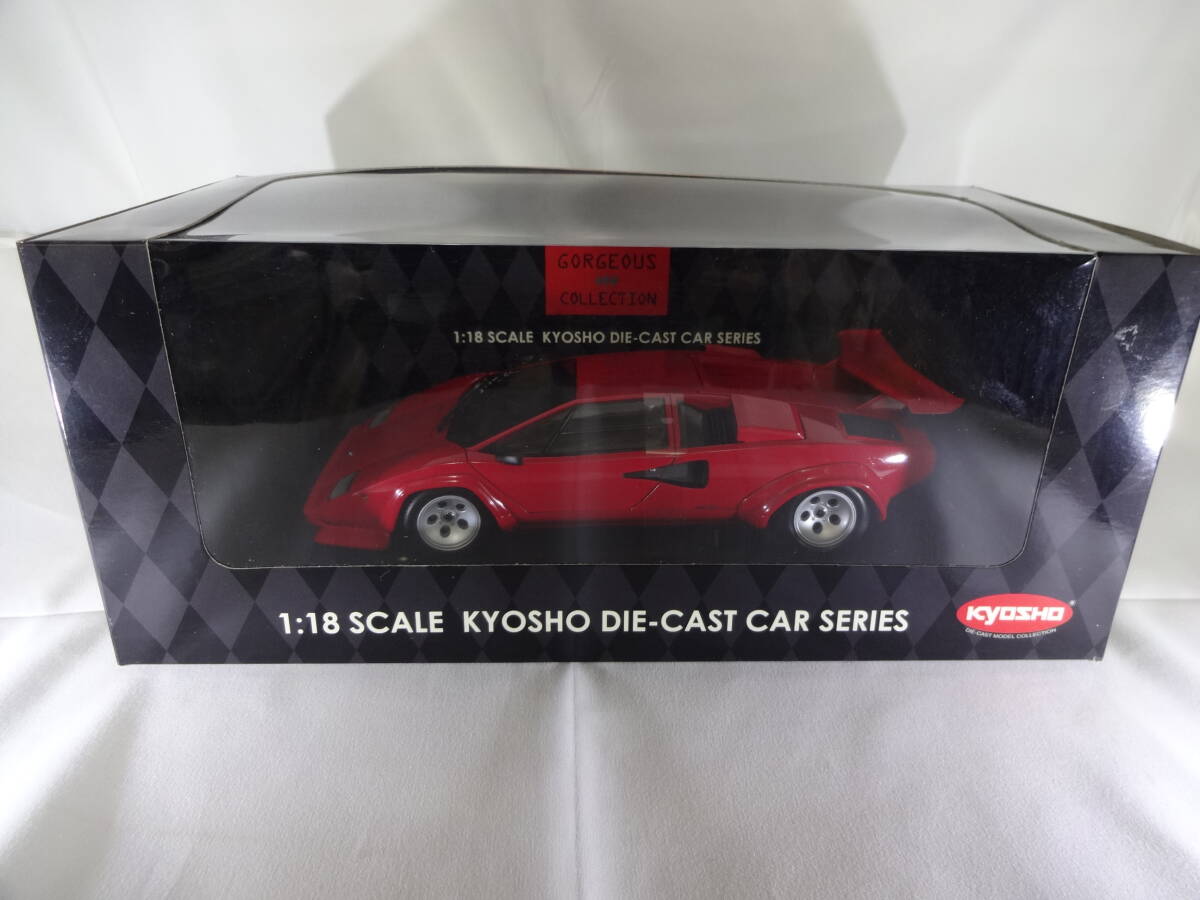 GORGEOUS
COLLECTION
1:18 SCALE KYOSHO DIE-CAST CAR SERIES
1:18 SCALE KYOSHO DIE-CAST CAR SERIES
KYOSHO®
DIE-CAST MODEL COLLECTION